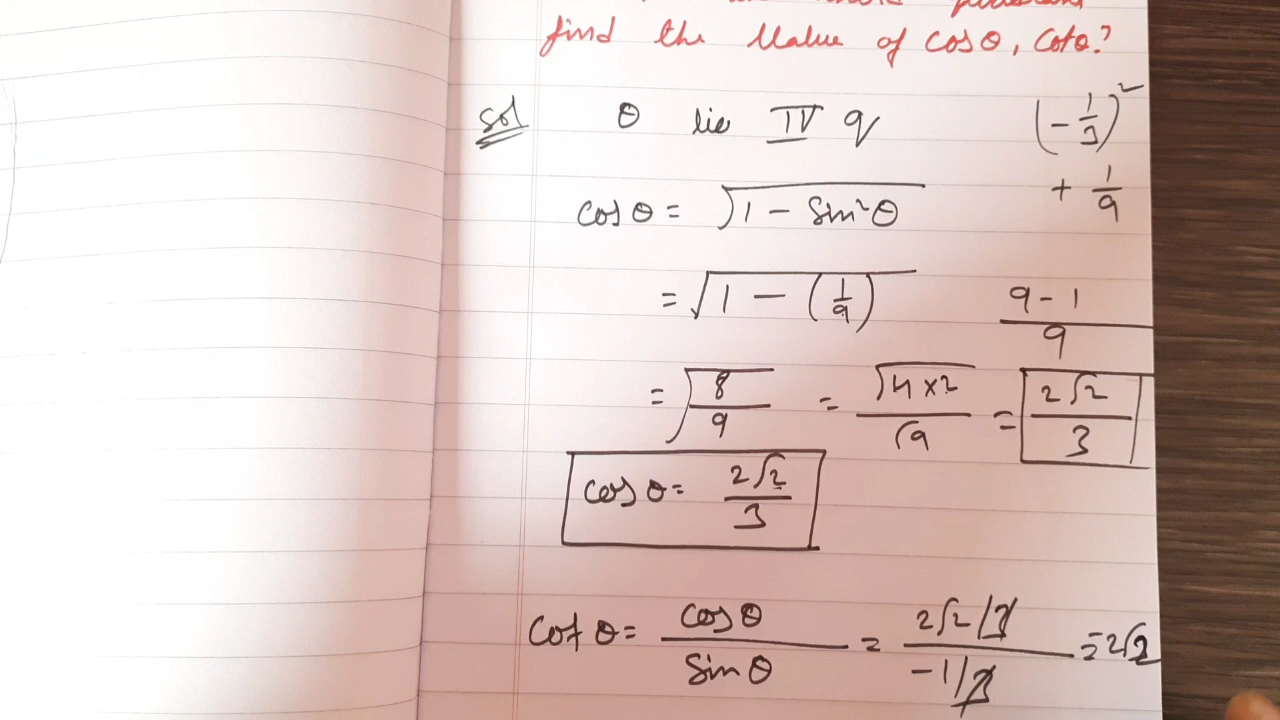 find the Value of cosθ, cotθ?
Sol θ lie IV q (-1/3)²
+ 1/9
cosθ = √(1 - Sin²θ)
= √(1 - (1/9)) (9-1)/9
= √(8/9) = √(4×2)/√9 = 2√2/3
cosθ = 2√2/3
Cotθ = cosθ/Sinθ = (2√2/3)/(-1/3) = -2√2